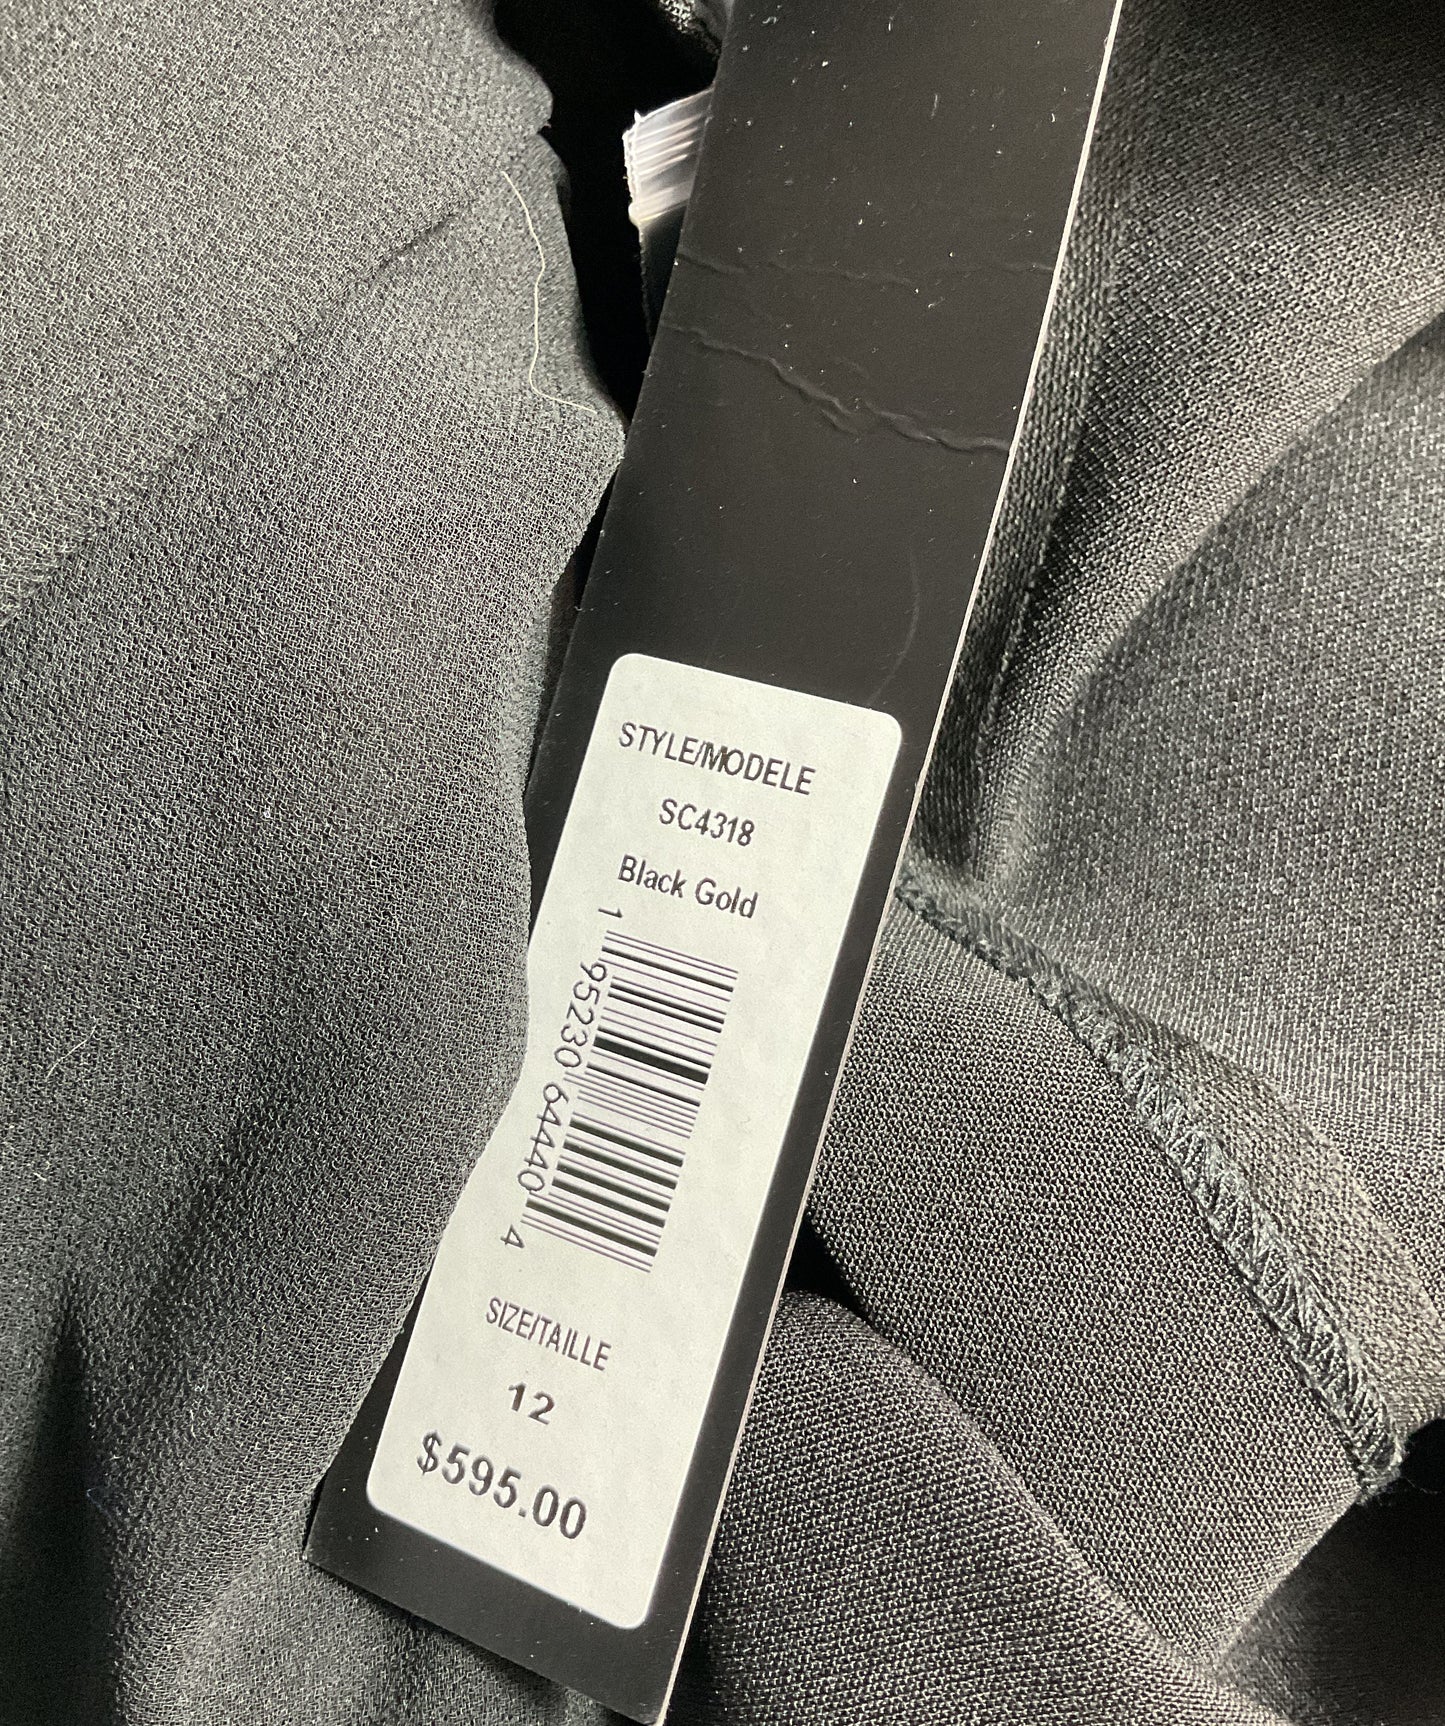 STYLE/MODELE
SC4318
Black Gold
1 95230 64440 4
SIZE/TAILLE
12
$595.00